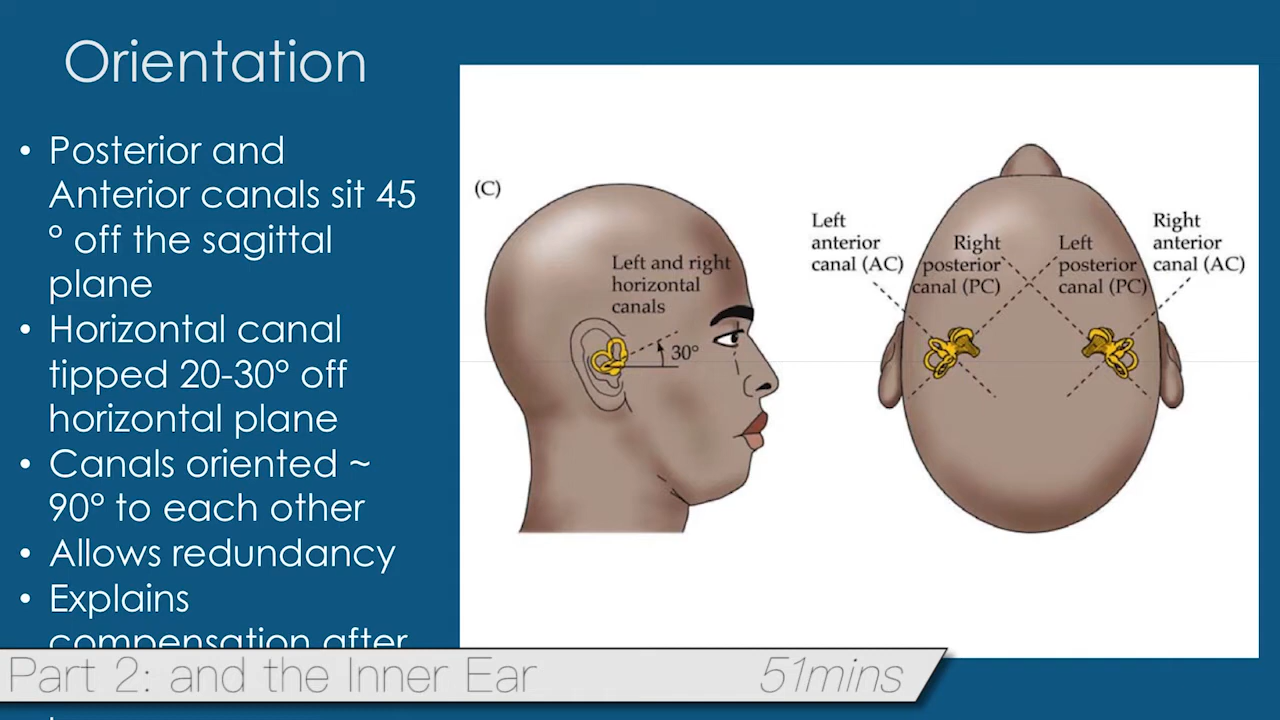 Orientation
• Posterior and
Anterior canals sit 45
° off the sagittal
plane
• Horizontal canal
tipped 20-30° off
horizontal plane
• Canals oriented ~
90° to each other
• Allows redundancy
• Explains
compensation after
(C)
Left and right
horizontal
canals
30°
Left
anterior
canal (AC)
Right
posterior
canal (PC)
Left
posterior
canal (PC)
Right
anterior
canal (AC)
Part 2: and the Inner Ear
51mins